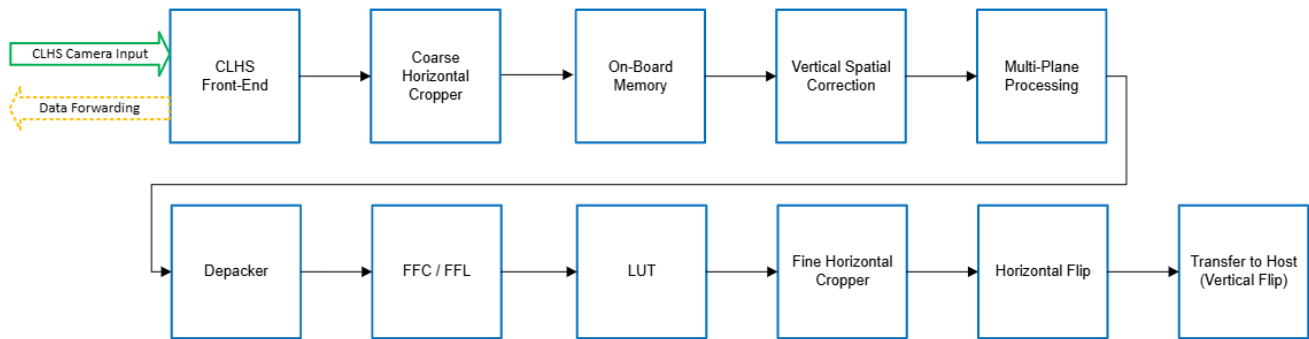 CLHS Camera Input
Data Forwarding
CLHS
Front-End
Coarse
Horizontal
Cropper
On-Board
Memory
Vertical Spatial
Correction
Multi-Plane
Processing
Depacker
FFC / FFL
LUT
Fine Horizontal
Cropper
Horizontal Flip
Transfer to Host
(Vertical Flip)